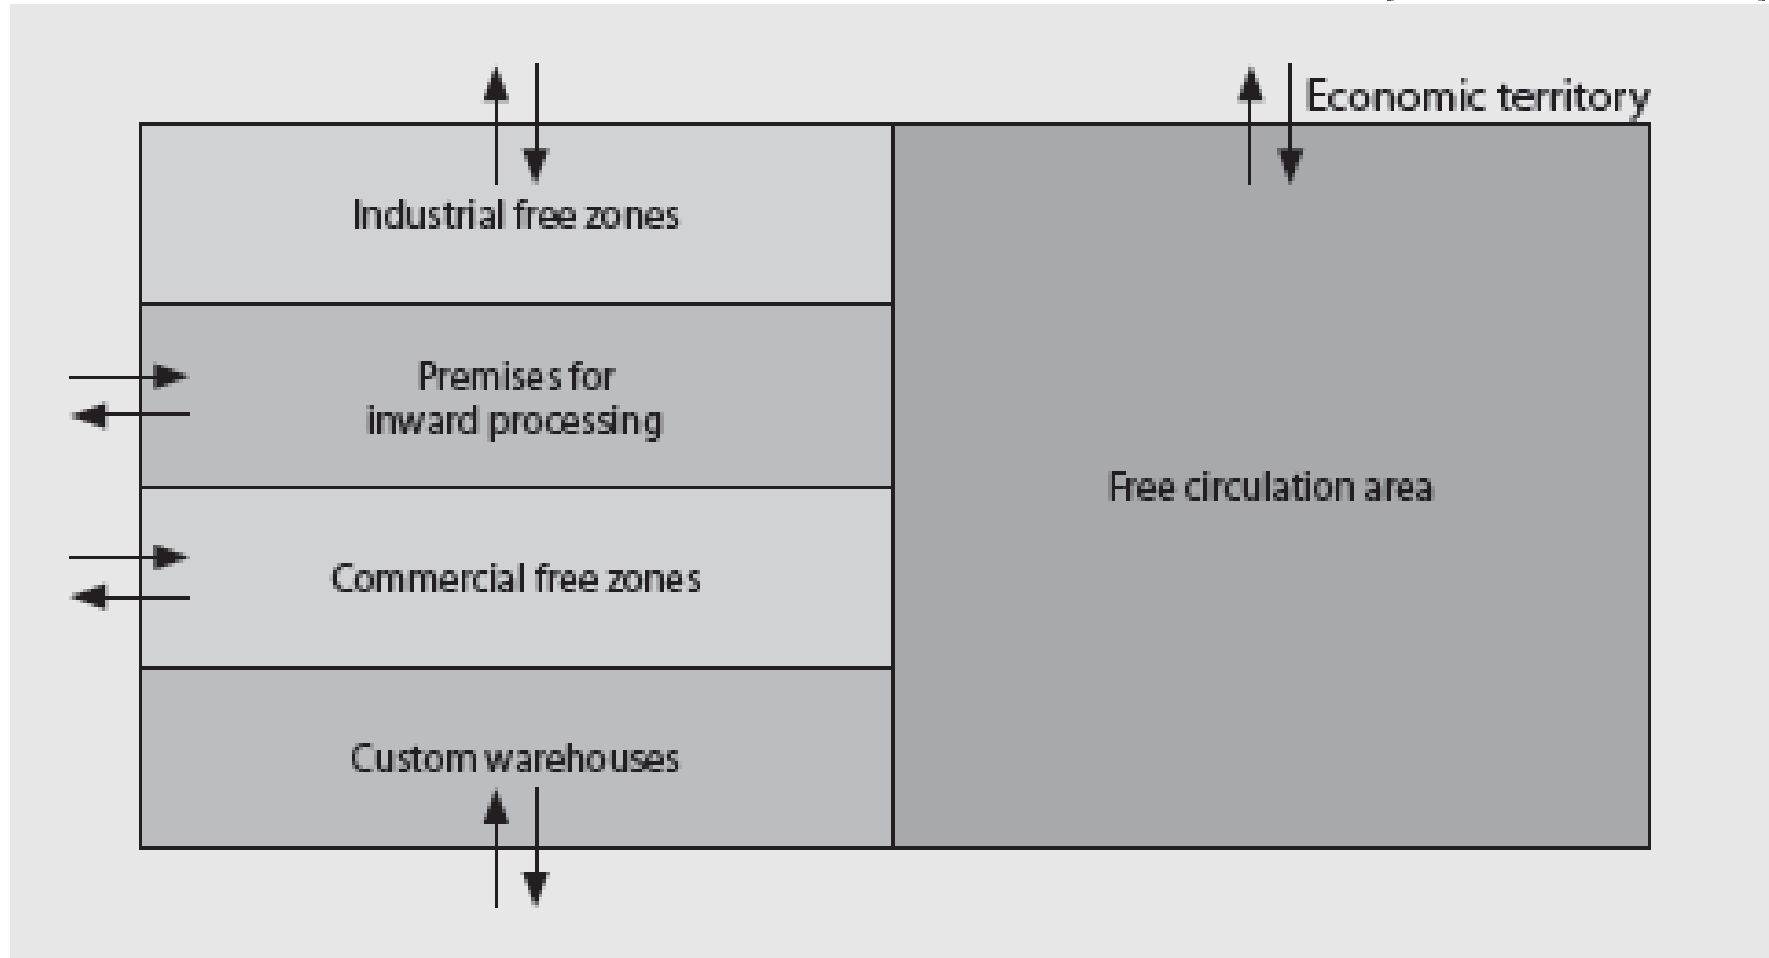 Economic territory
Industrial free zones
Premises for
inward processing
Free circulation area
Commercial free zones
Custom warehouses